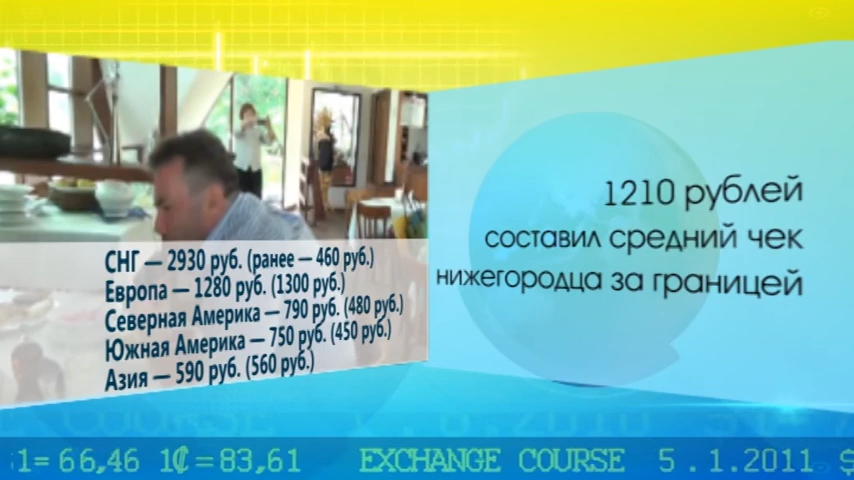 СНГ — 2930 руб. (ранее — 460 руб.)
Европа — 1280 руб. (1300 руб.)
Северная Америка — 790 руб. (480 руб.)
Южная Америка — 750 руб. (450 руб.)
Азия — 590 руб. (560 руб.)
1210 рублей
составил средний чек
нижегородца за границей
1= 66,46 1₡ = 83,61 EXCHANGE COURSE 5.1.2011 $